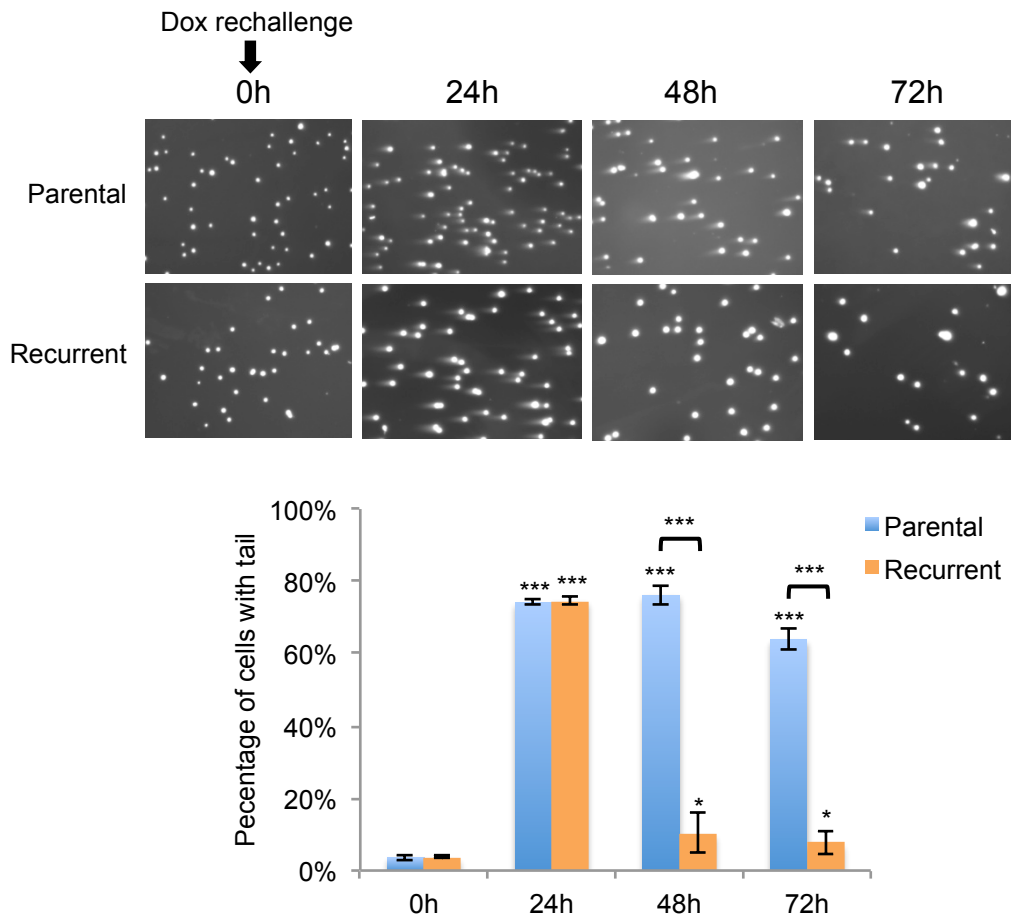 Dox rechallenge
0h 24h 48h 72h
Parental
Recurrent
Pecentage of cells with tail
100%
80%
60%
40%
20%
0%
*** ***
***
***
*
***
***
*
Parental
Recurrent
0h 24h 48h 72h